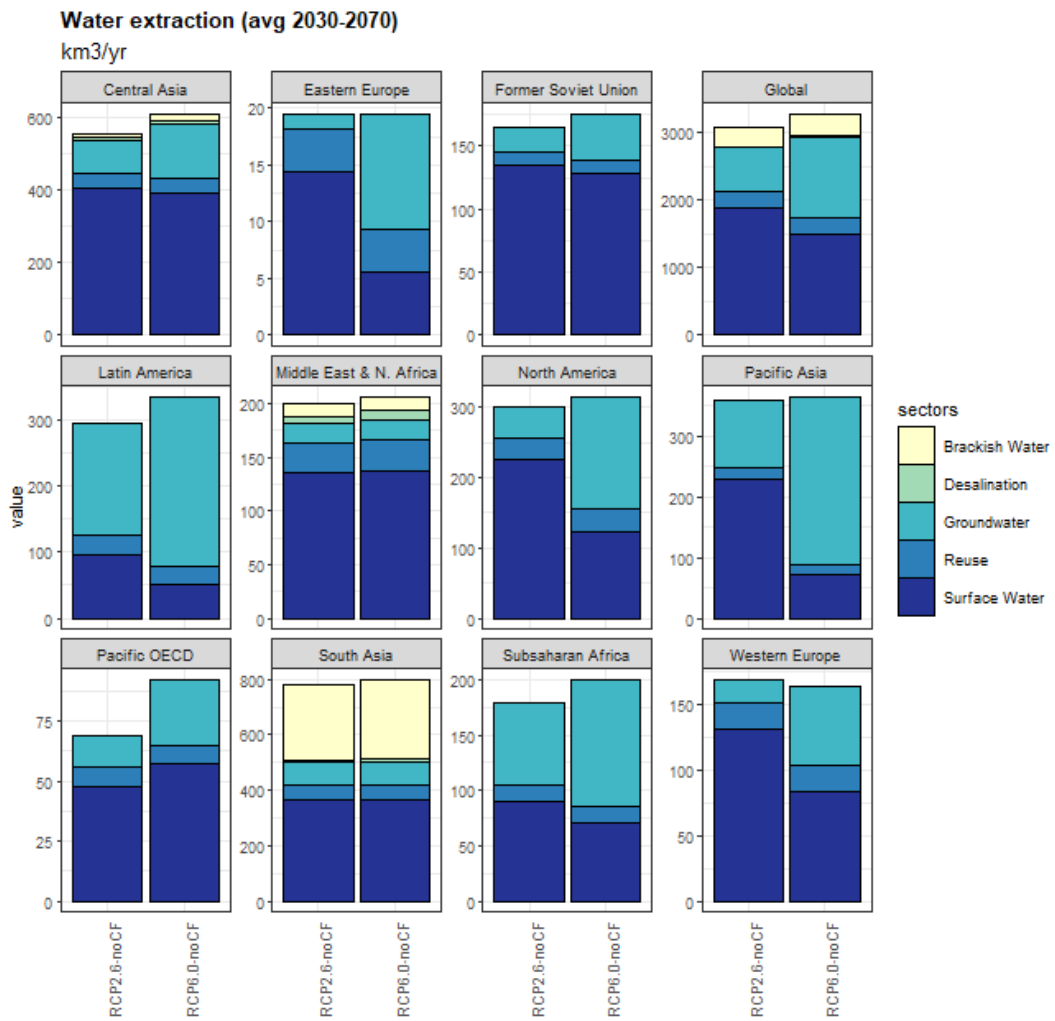 Water extraction (avg 2030-2070)
km3/yr
Central Asia
Eastern Europe
Former Soviet Union
Global
600
400
200
0
20
15
10
5
0
150
100
50
0
3000
2000
1000
0
Latin America
Middle East & N. Africa
North America
Pacific Asia
300
200
100
0
200
150
100
50
0
300
200
100
0
300
200
100
0
value
Pacific OECD
South Asia
Subsaharan Africa
Western Europe
75
50
25
0
800
600
400
200
0
200
150
100
50
0
150
100
50
0
RCP2.6-noCF
RCP6.0-noCF
RCP2.6-noCF
RCP6.0-noCF
RCP2.6-noCF
RCP6.0-noCF
RCP2.6-noCF
RCP6.0-noCF
sectors
Brackish Water
Desalination
Groundwater
Reuse
Surface Water